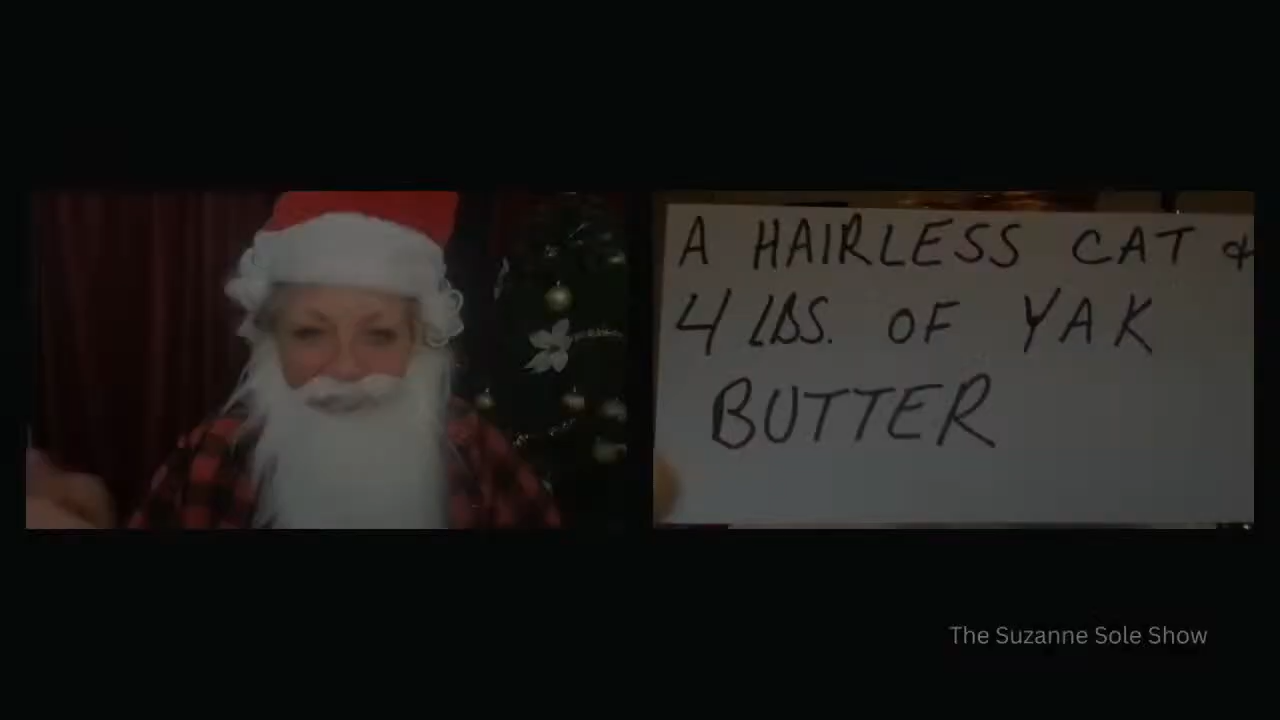 A HAIRLESS CAT &
4 LBS. OF YAK
BUTTER
The Suzanne Sole Show